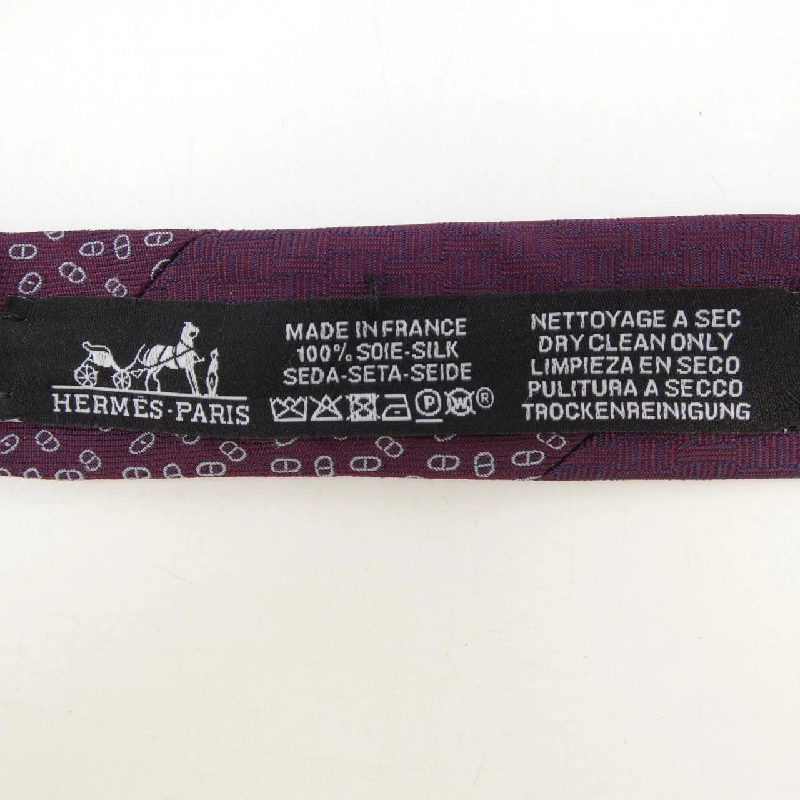 HERMÈS-PARIS
MADE IN FRANCE
100% SOIE-SILK
SEDA-SETA-SEIDE
P
®
NETTOYAGE A SEC
DRY CLEAN ONLY
LIMPIEZA EN SECO
PULITURA A SECCO
TROCKENREINIGUNG